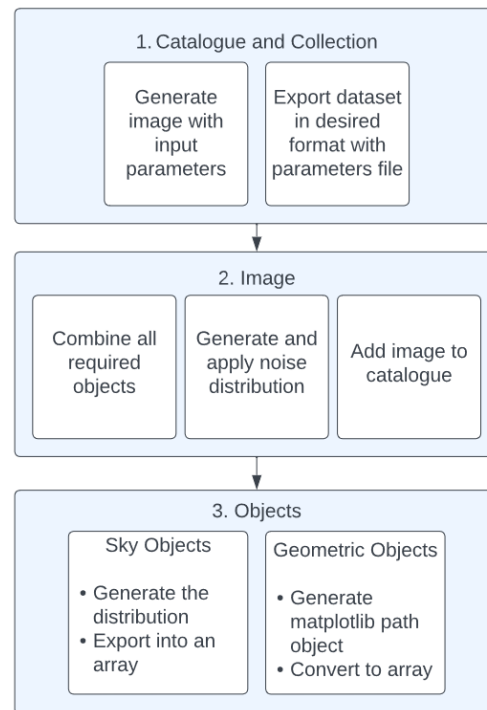 1. Catalogue and Collection
Generate
image with
input
parameters
Export dataset
in desired
format with
parameters file
2. Image
Combine all
required
objects
Generate and
apply noise
distribution
Add image to
catalogue
3. Objects
Sky Objects
• Generate the
distribution
• Export into an
array
Geometric Objects
• Generate
matplotlib path
object
• Convert to array